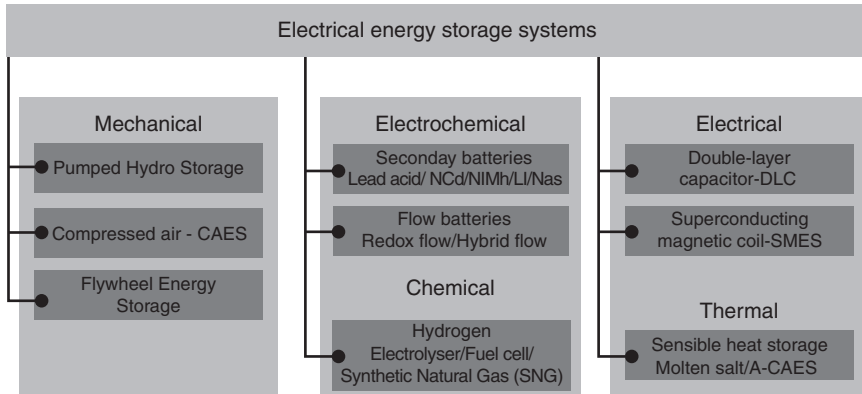 Electrical energy storage systems
Mechanical
Pumped Hydro Storage
Compressed air - CAES
Flywheel Energy
Storage
Electrochemical
Seconday batteries
Lead acid/ NCd/NIMh/LI/Nas
Flow batteries
Redox flow/Hybrid flow
Chemical
Hydrogen
Electrolyser/Fuel cell/
Synthetic Natural Gas (SNG)
Electrical
Double-layer
capacitor-DLC
Superconducting
magnetic coil-SMES
Thermal
Sensible heat storage
Molten salt/A-CAES